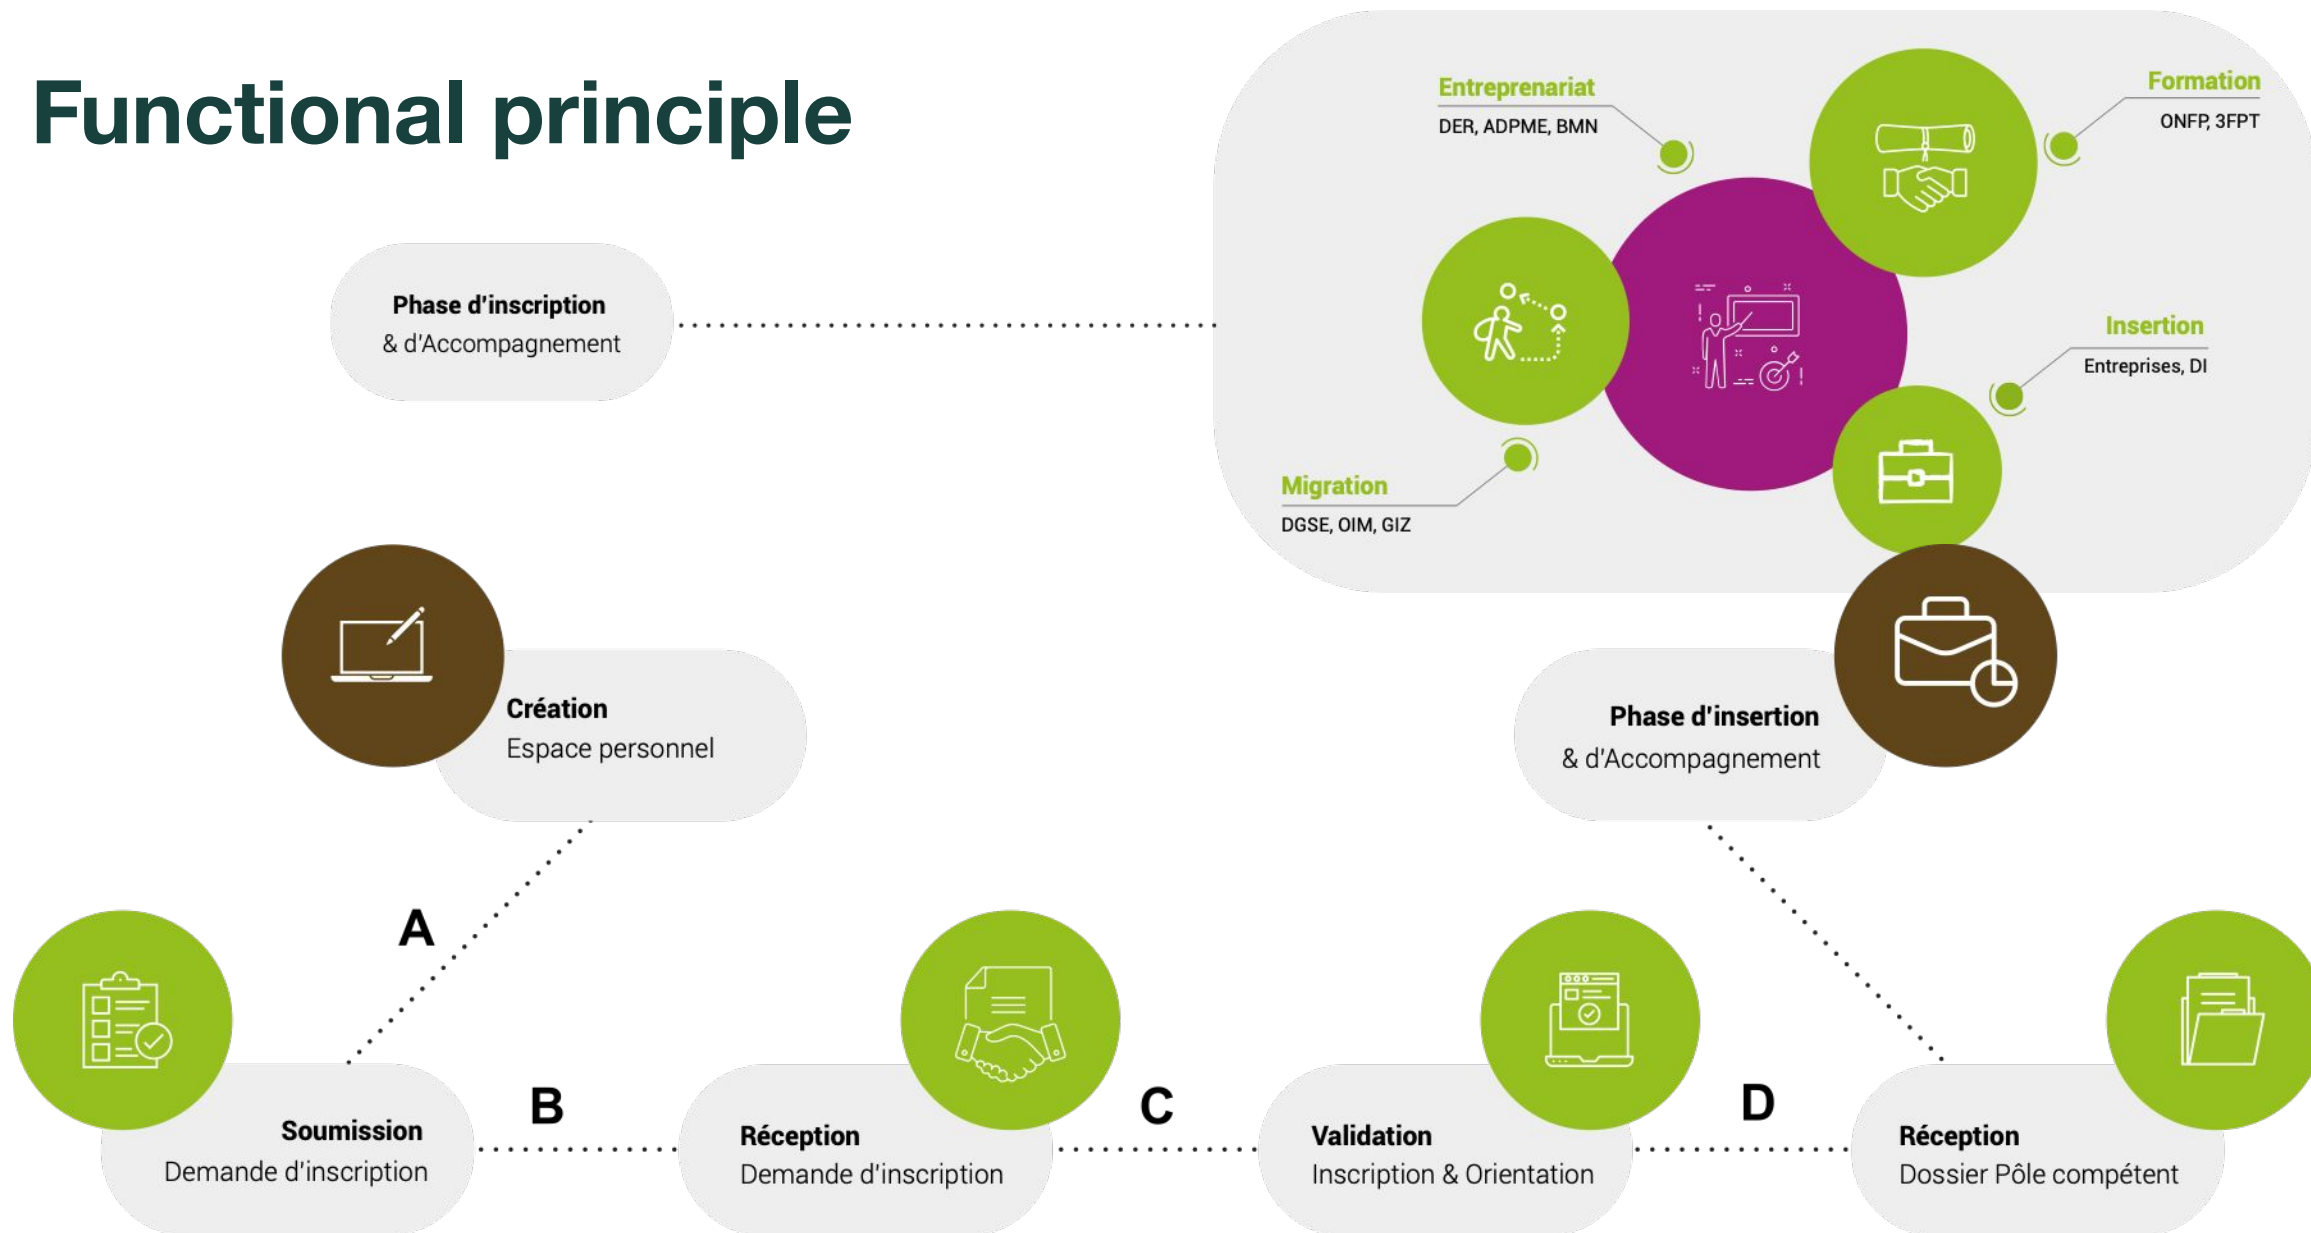 Functional principle
Entreprenariat
DER, ADPME, BMN
Formation
ONFP, 3FPT
Phase d'inscription
& d'Accompagnement
Insertion
Entreprises, DI
Migration
DGSE, OIM, GIZ
Création
Espace personnel
Phase d'insertion
& d'Accompagnement
A
B
C
D
Soumission
Demande d'inscription
Réception
Demande d'inscription
Validation
Inscription & Orientation
Réception
Dossier Pôle compétent